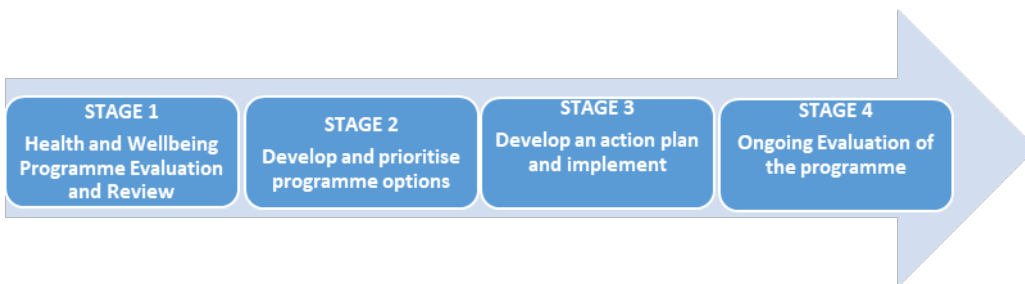 STAGE 1
Health and Wellbeing
Programme Evaluation
and Review
STAGE 2
Develop and prioritise
programme options
STAGE 3
Develop an action plan
and implement
STAGE 4
Ongoing Evaluation of
the programme